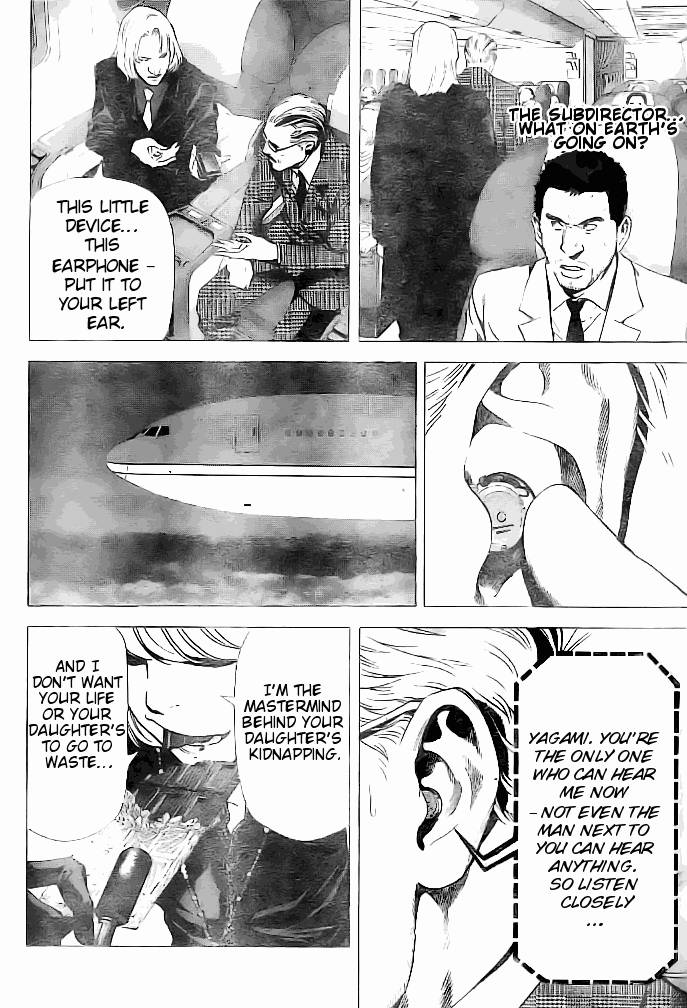 THIS LITTLE
DEVICE...
THIS
EARPHONE –
PUT IT TO
YOUR LEFT
EAR.
THE SUBDIRECTOR...
WHAT ON EARTH'S
GOING ON?
AND I
DON'T WANT
YOUR LIFE
OR YOUR
DAUGHTER'S
TO GO TO
WASTE...
I'M THE
MASTERMIND
BEHIND YOUR
DAUGHTER'S
KIDNAPPING.
YAGAMI. YOU'RE
THE ONLY ONE
WHO CAN HEAR
ME NOW
– NOT EVEN THE
MAN NEXT TO
YOU CAN HEAR
ANYTHING.
SO LISTEN
CLOSELY
...